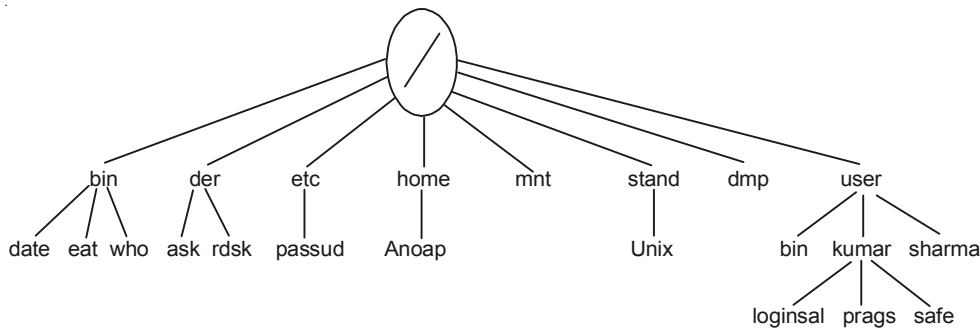 /
bin der etc home mnt stand dmp user
date eat who ask rdsk passud Anoap Unix bin kumar sharma
loginsal prags safe